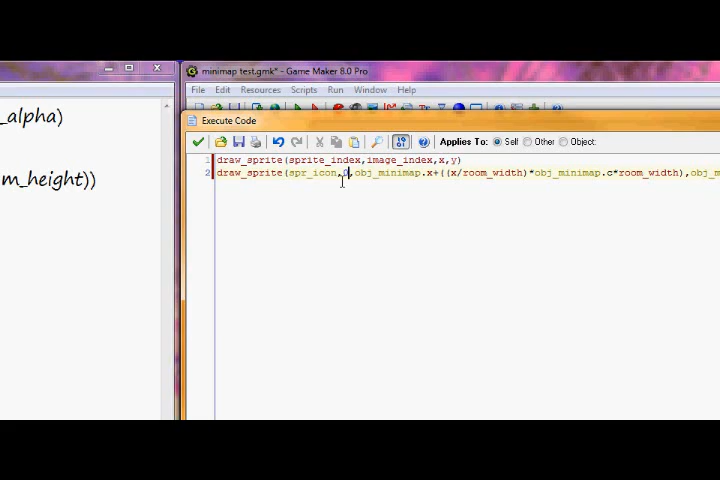 _alpha)
m_height))
minimap test.gmk* - Game Maker 8.0 Pro
File Edit Resources Scripts Run Window Help
Execute Code
Applies To: Self Other Object:
1 draw_sprite(sprite_index,image_index,x,y)
2 draw_sprite(spr_icon,0,obj_minimap.x+((x/room_width)*obj_minimap.c*room_width),obj_m